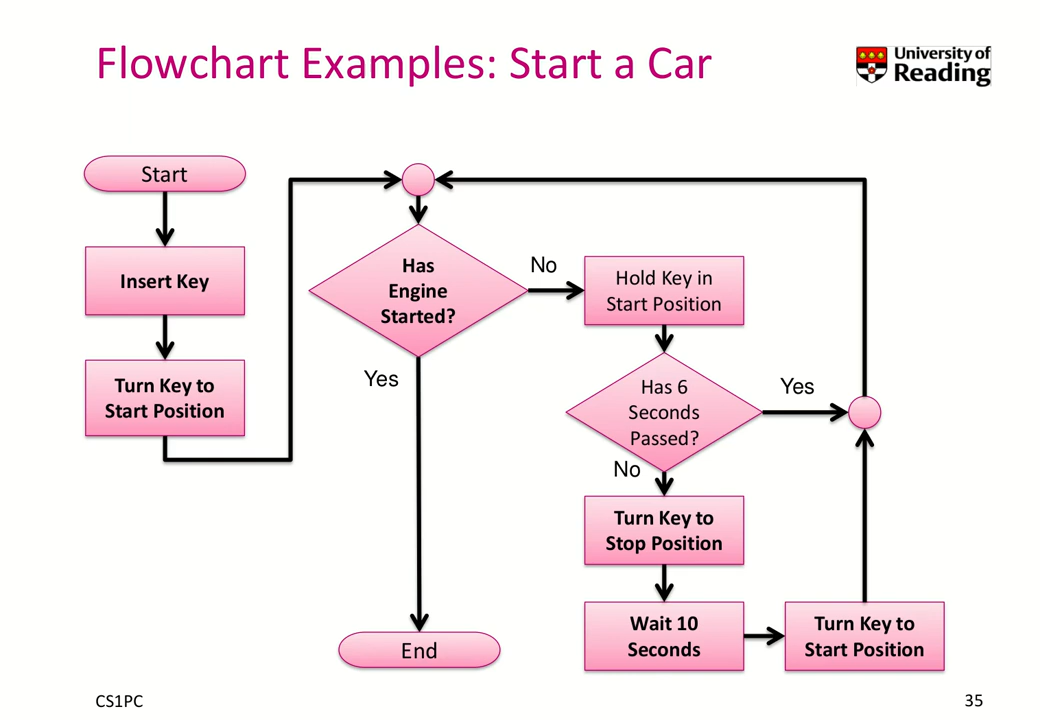 Flowchart Examples: Start a Car
University of
Reading
Start
Insert Key
Turn Key to
Start Position
Has
Engine
Started?
No
Yes
Hold Key in
Start Position
Has 6
Seconds
Passed?
Yes
No
Turn Key to
Stop Position
Wait 10
Seconds
Turn Key to
Start Position
End
CS1PC
35